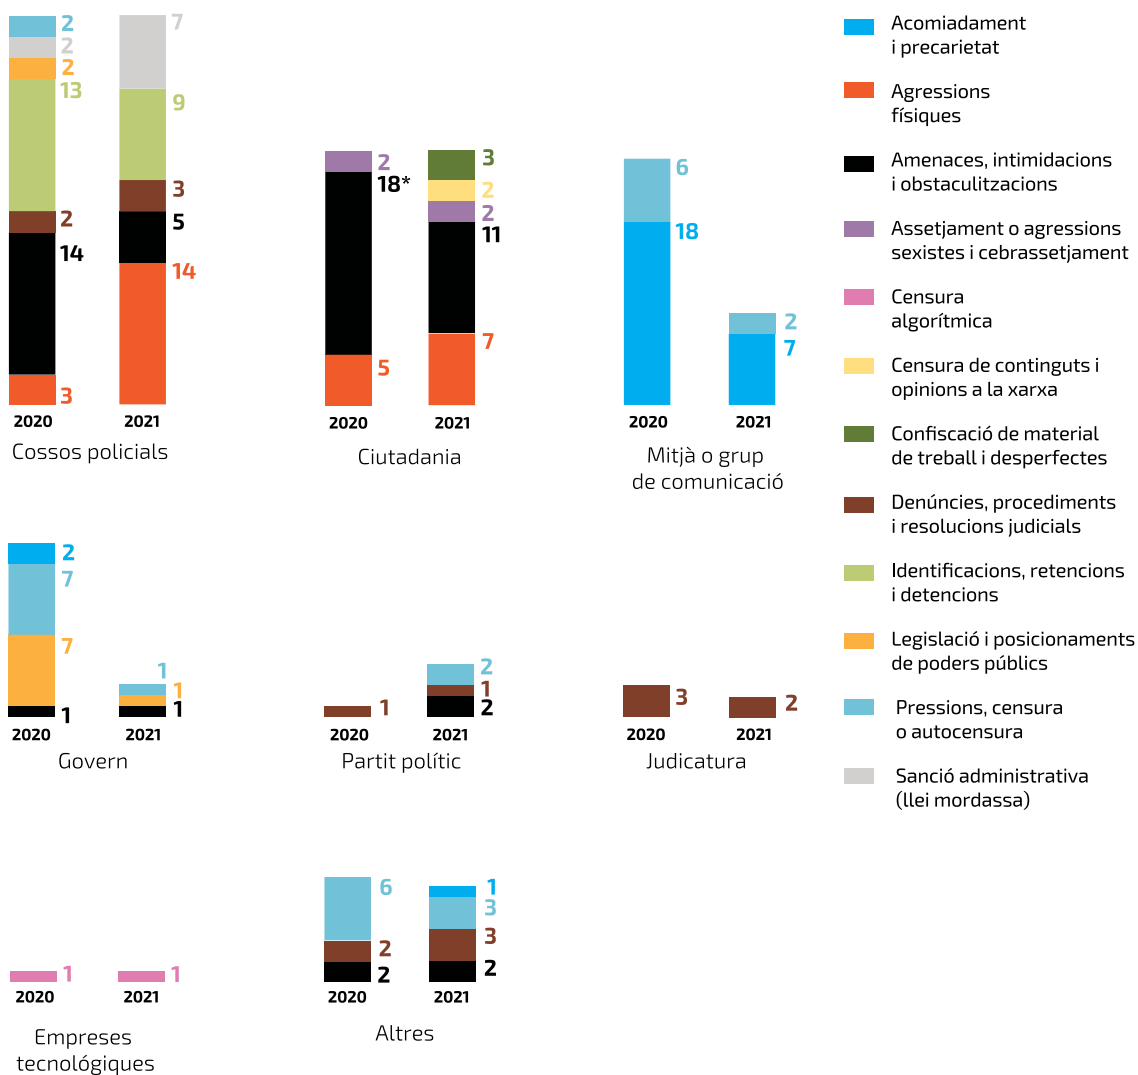 2
2
2
13
2
14
3
2020
7
9
3
5
14
2021
Cossos policials
2
18*
5
2020
3
2
2
11
7
2021
Ciutadania
6
18
2020
2
7
2021
Mitjà o grup
de comunicació
2
7
7
1
2020
1
1
1
2021
Govern
1
2020
2
1
2
2021
Partit polític
3
2020
2
2021
Judicatura
1
2020
1
2021
Empreses
tecnológiques
6
2
2
2020
1
3
3
2
2021
Altres
Acomiadament
i precarietat
Agressions
físiques
Amenaces, intimidacions
i obstaculitzacions
Assetjament o agressions
sexistes i cebrassetjament
Censura
algorítmica
Censura de continguts i
opinions a la xarxa
Confiscació de material
de treball i desperfectes
Denúncies, procediments
i resolucions judicials
Identificacions, retencions
i detencions
Legislació i posicionaments
de poders públics
Pressions, censura
o autocensura
Sanció administrativa
(llei mordassa)